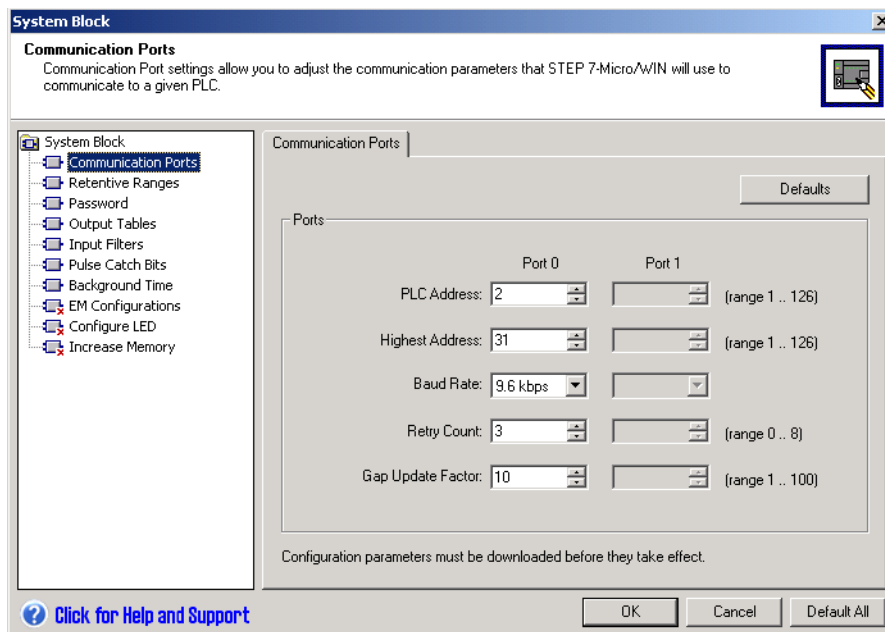 System Block
Communication Ports
Communication Port settings allow you to adjust the communication parameters that STEP 7-Micro/WIN will use to
communicate to a given PLC.
System Block
Communication Ports
Retentive Ranges
Password
Output Tables
Input Filters
Pulse Catch Bits
Background Time
EM Configurations
Configure LED
Increase Memory
Communication Ports
Defaults
Ports
Port 0 Port 1
PLC Address: 2 (range 1 .. 126)
Highest Address: 31 (range 1 .. 126)
Baud Rate: 9.6 kbps
Retry Count: 3 (range 0 .. 8)
Gap Update Factor: 10 (range 1 .. 100)
Configuration parameters must be downloaded before they take effect.
? Click for Help and Support
OK Cancel Default All